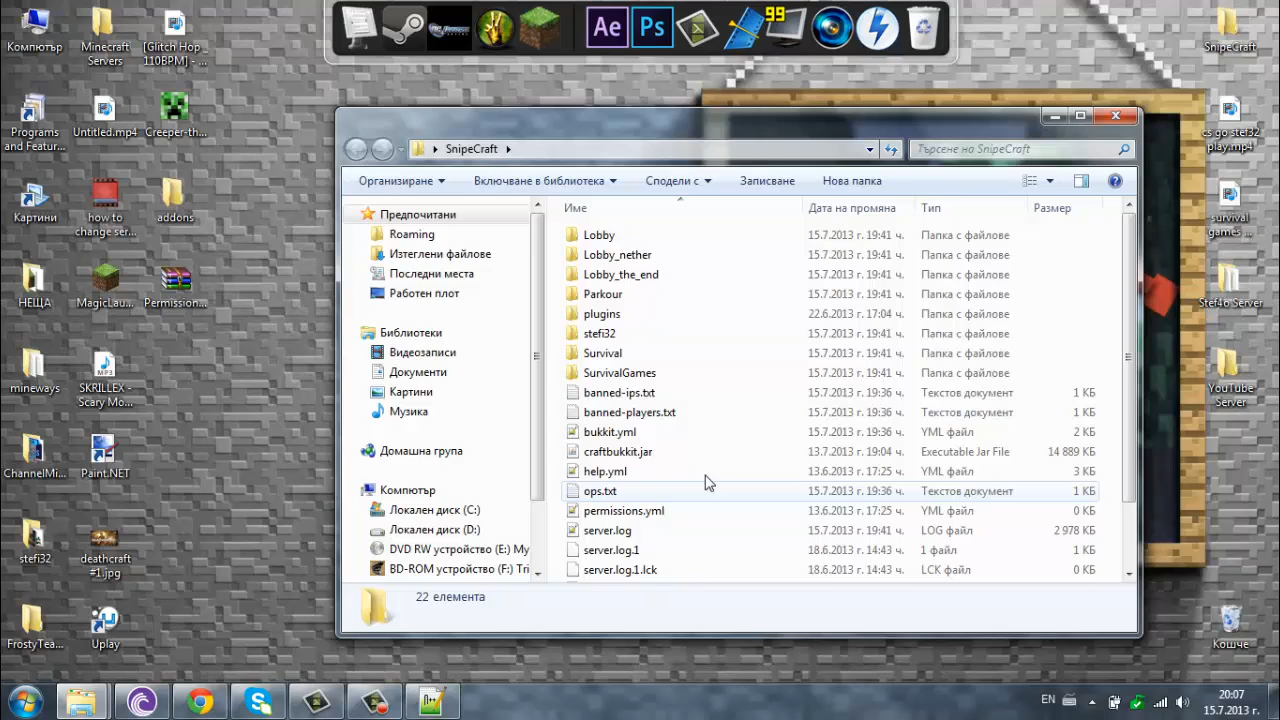 Компютър
Minecraft Servers
[Glitch Hop _110BPM] - ...
Programs and Featur...
Untitled.mp4
Creeper-th...
Картини
how to change ser...
addons
НЕЩА
MagicLau...
Permission...
mineways
SKRILLEX - Scary Mo...
ChannelMi...
Paint.NET
stefi32
deathcraft #1.jpg
FrostyTea...
Uplay
Ae
Ps
99
SnipeCraft
cs go stef32 play.mp4
survival games ...
Stef4o Server
YouTube Server
Кошче
SnipeCraft
Търсене на SnipeCraft
Организиране
Включване в библиотека
Сподели с
Записване
Нова папка
Предпочитани
Roaming
Изтеглени файлове
Последни места
Работен плот
Библиотеки
Видеозаписи
Документи
Картини
Музика
Домашна група
Компютър
Локален диск (C:)
Локален диск (D:)
DVD RW устройство (E:) My
BD-ROM устройство (F:) Tri
Име Дата на промяна Тип Размер
Lobby 15.7.2013 г. 19:41 ч. Папка с файлове
Lobby_nether 15.7.2013 г. 19:41 ч. Папка с файлове
Lobby_the_end 15.7.2013 г. 19:41 ч. Папка с файлове
Parkour 15.7.2013 г. 19:41 ч. Папка с файлове
plugins 22.6.2013 г. 17:04 ч. Папка с файлове
stefi32 15.7.2013 г. 19:41 ч. Папка с файлове
Survival 15.7.2013 г. 19:41 ч. Папка с файлове
SurvivalGames 15.7.2013 г. 19:41 ч. Папка с файлове
banned-ips.txt 15.7.2013 г. 19:36 ч. Текстов документ 1 КБ
banned-players.txt 15.7.2013 г. 19:36 ч. Текстов документ 1 КБ
bukkit.yml 15.7.2013 г. 19:36 ч. YML файл 2 КБ
craftbukkit.jar 13.7.2013 г. 19:04 ч. Executable Jar File 14 889 КБ
help.yml 13.6.2013 г. 17:25 ч. YML файл 3 КБ
ops.txt 15.7.2013 г. 19:36 ч. Текстов документ 1 КБ
permissions.yml 13.6.2013 г. 17:25 ч. YML файл 0 КБ
server.log 15.7.2013 г. 19:41 ч. LOG файл 2 978 КБ
server.log.1 18.6.2013 г. 14:43 ч. 1 файл 1 КБ
server.log.1.lck 18.6.2013 г. 14:43 ч. LCK файл 0 КБ
22 елемента
EN
20:07
15.7.2013 г.